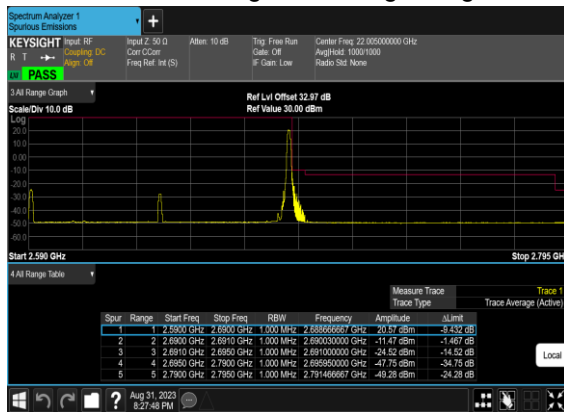 Spectrum Analyzer 1
Spurious Emissions
KEYSIGHT Input: RF Input Z: 50 Ω Atten: 10 dB Trig: Free Run Center Freq: 22.005000000 GHz
R T Coupling: DC Corr CCorr Gate: Off Avg|Hold: 1000/1000
Align: Off Freq Ref: Int (S) IF Gain: Low Radio Std: None
PASS
3 All Range Graph
Ref Lvl Offset 32.97 dB
Scale/Div 10.0 dB Ref Value 30.00 dBm
Log
20.0
10.0
0.00
-10.0
-20.0
-30.0
-40.0
-50.0
-60.0
Start 2.590 GHz Stop 2.795 GH
4 All Range Table
Measure Trace Trace 1
Trace Type Trace Average (Active)
Spur Range Start Freq Stop Freq RBW Frequency Amplitude ΔLimit
1 1 2.5900 GHz 2.6900 GHz 1.000 MHz 2.688666667 GHz 20.57 dBm -9.432 dB
2 2 2.6900 GHz 2.6910 GHz 1.000 MHz 2.690030000 GHz -11.47 dBm -1.467 dB
3 3 2.6910 GHz 2.6950 GHz 1.000 MHz 2.691000000 GHz -24.52 dBm -14.52 dB
4 4 2.6950 GHz 2.7900 GHz 1.000 MHz 2.695950000 GHz -47.75 dBm -34.75 dB
5 5 2.7900 GHz 2.7950 GHz 1.000 MHz 2.791466667 GHz -49.28 dBm -24.28 dB
Local
? Aug 31, 2023
8:27:48 PM